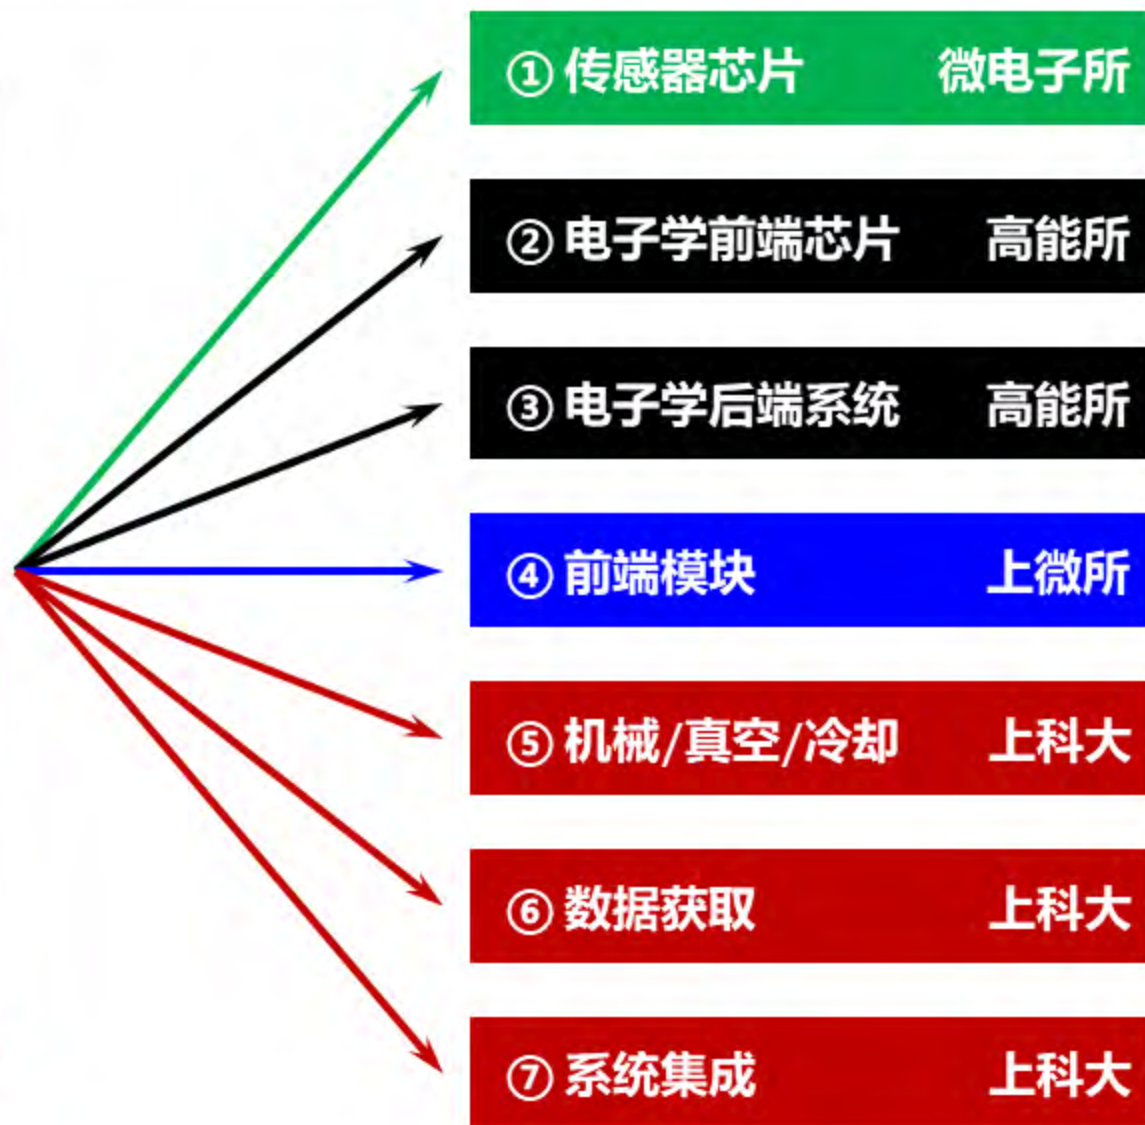 ① 传感器芯片 微电子所
② 电子学前端芯片 高能所
③ 电子学后端系统 高能所
④ 前端模块 上微所
⑤ 机械/真空/冷却 上科大
⑥ 数据获取 上科大
⑦ 系统集成 上科大